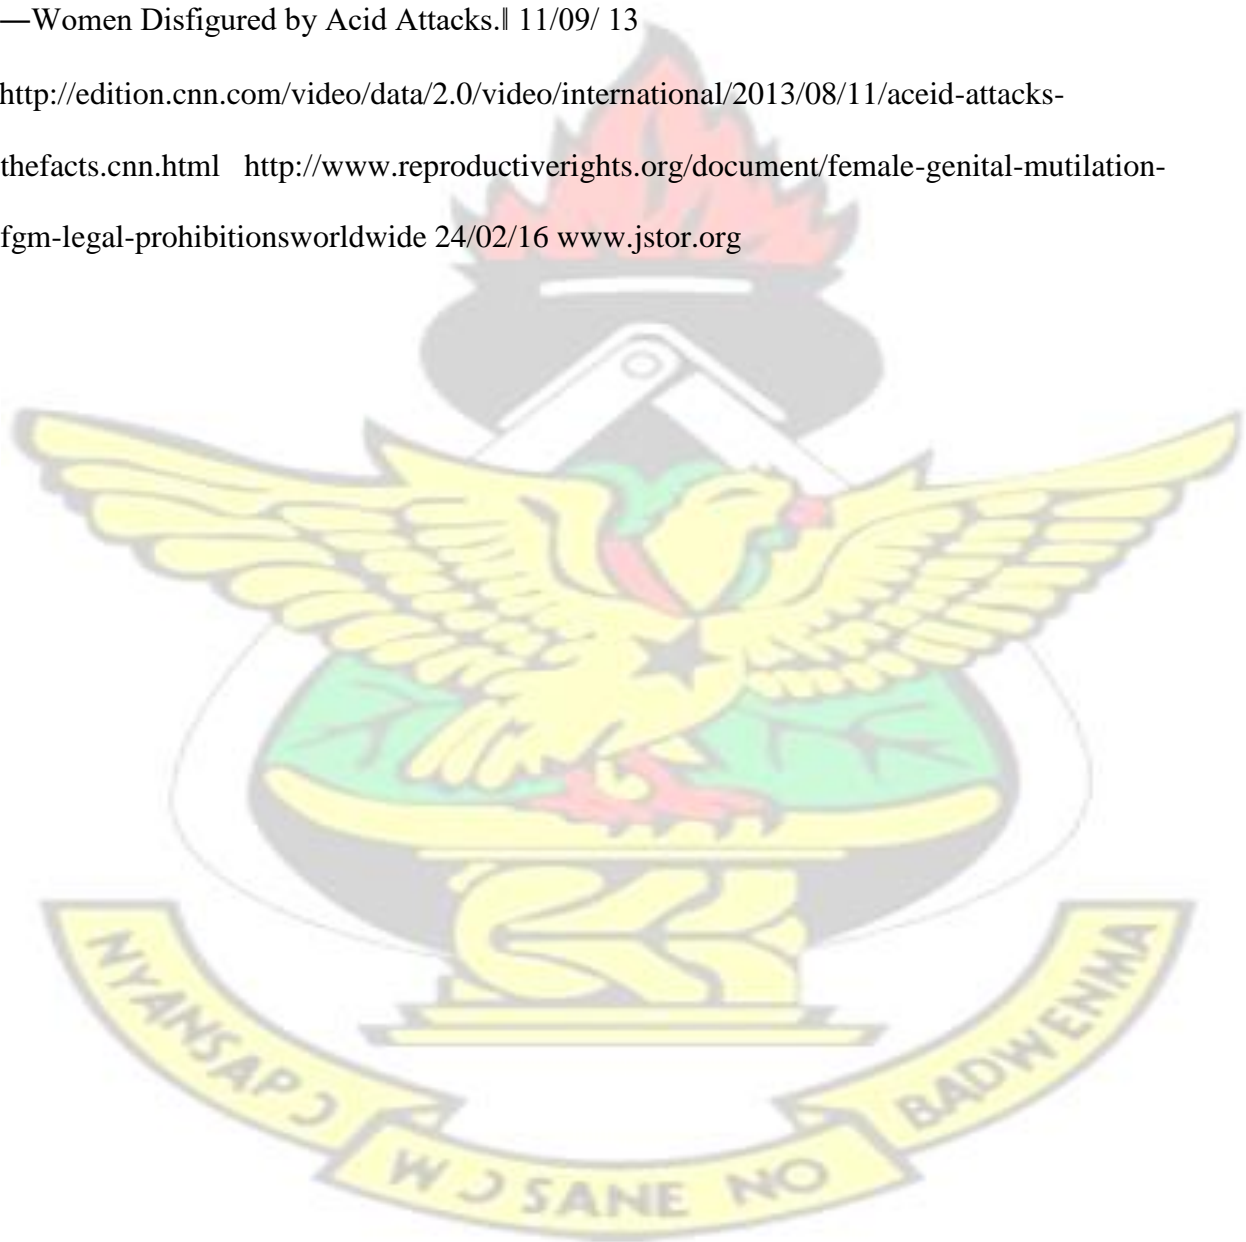 ―Women Disfigured by Acid Attacks.‖ 11/09/ 13
http://edition.cnn.com/video/data/2.0/video/international/2013/08/11/aceid-attacks-
thefacts.cnn.html http://www.reproductiverights.org/document/female-genital-mutilation-
fgm-legal-prohibitionsworldwide 24/02/16 www.jstor.org
NYANSAPƆ
WƆSANE NO
BADWENMA